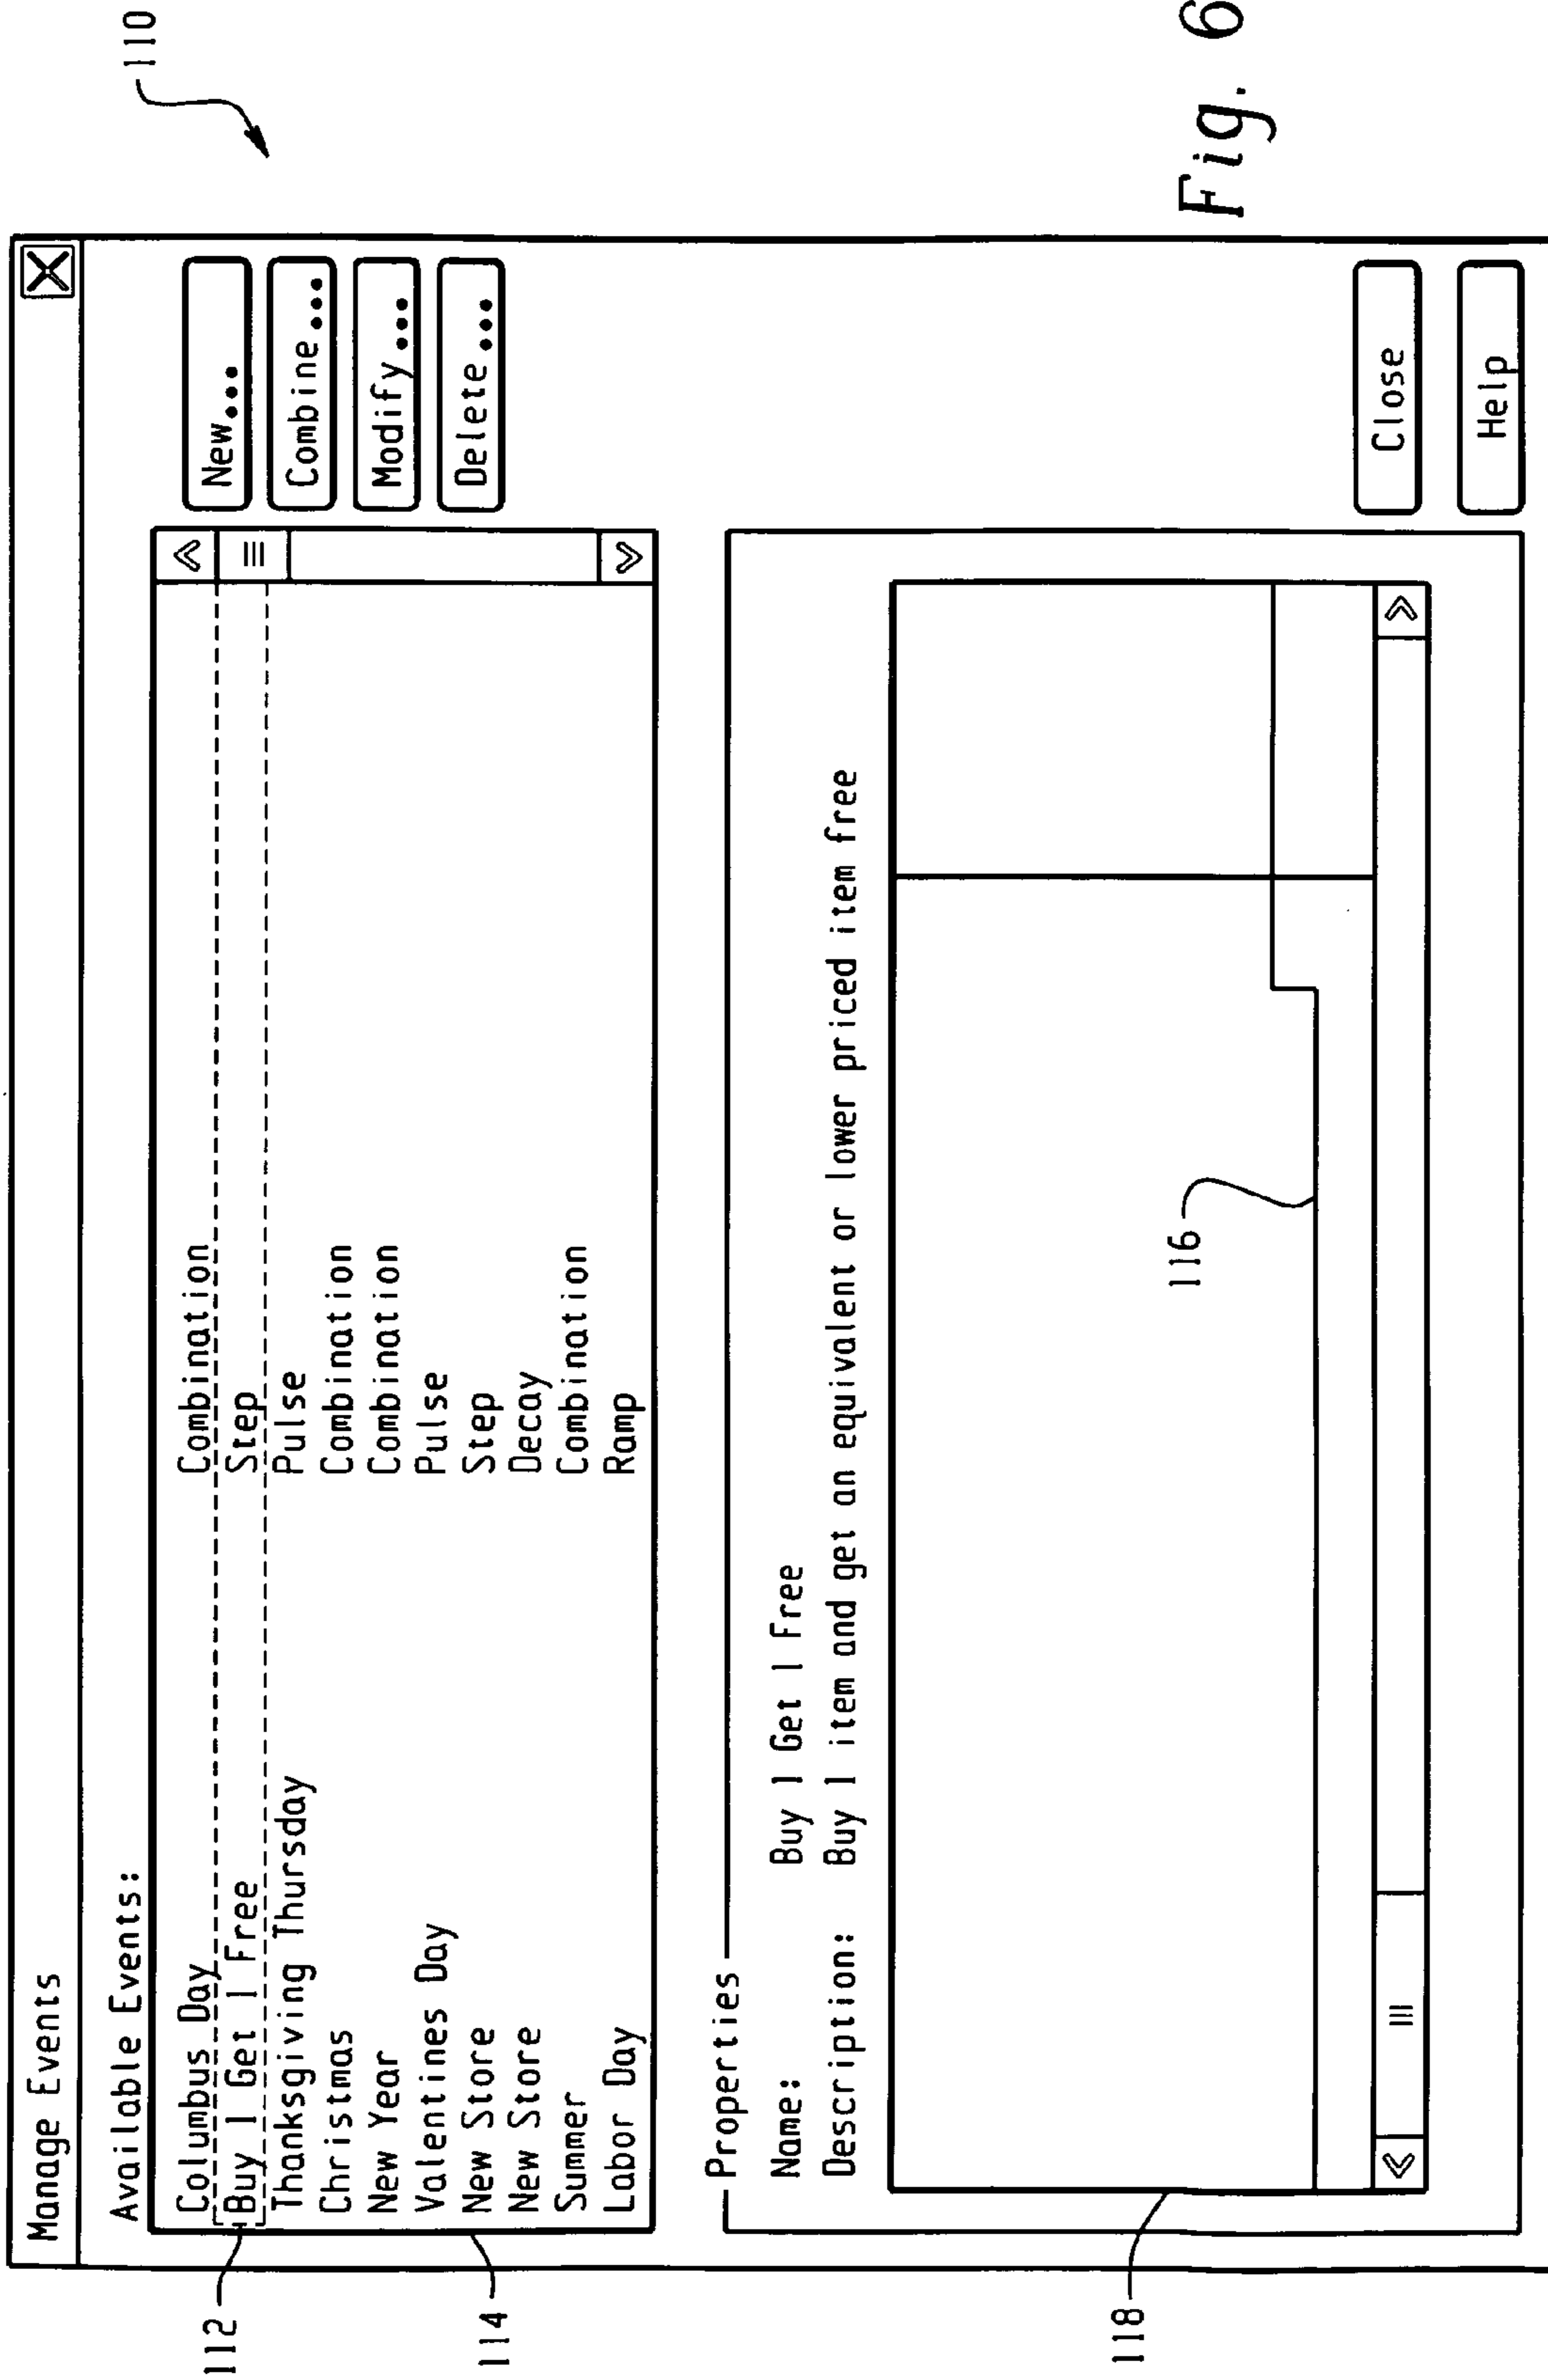 110
Manage Events
Available Events:
Columbus Day Combination
Buy 1 Get 1 Free Step
Thanksgiving Thursday Pulse
Christmas Combination
New Year Combination
Valentines Day Pulse
New Store Step
New Store Decay
Summer Combination
Labor Day Ramp
New...
Combine...
Modify...
Delete...
112
114
Properties
Name: Buy 1 Get 1 Free
Description: Buy 1 item and get an equivalent or lower priced item free
116
118
Close
Help
Fig. 6